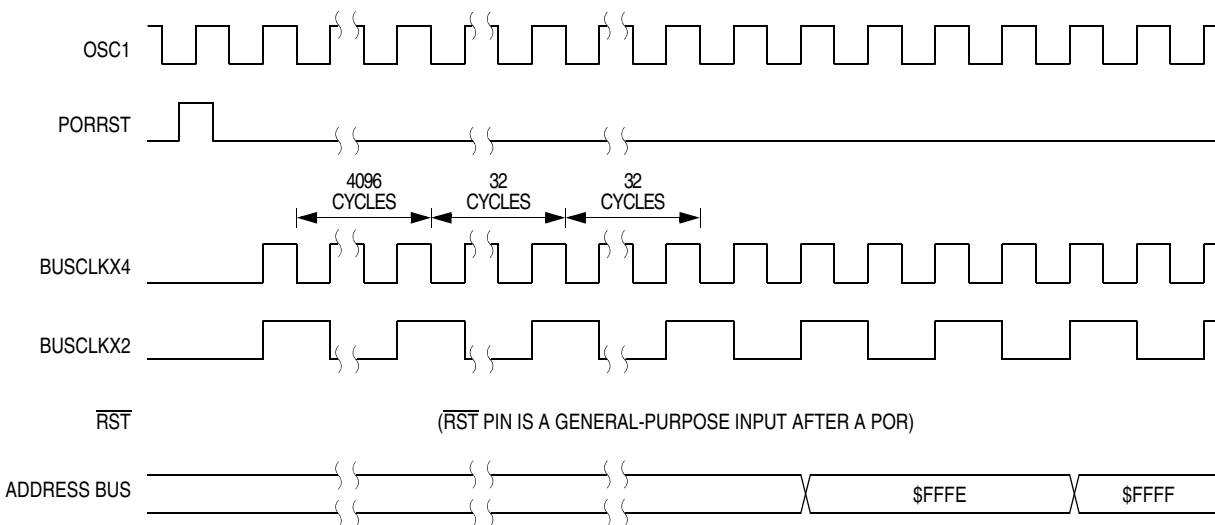 OSC1
PORRST
4096
CYCLES
32
CYCLES
32
CYCLES
BUSCLKX4
BUSCLKX2
RST
(RST PIN IS A GENERAL-PURPOSE INPUT AFTER A POR)
ADDRESS BUS
$FFFE
$FFFF